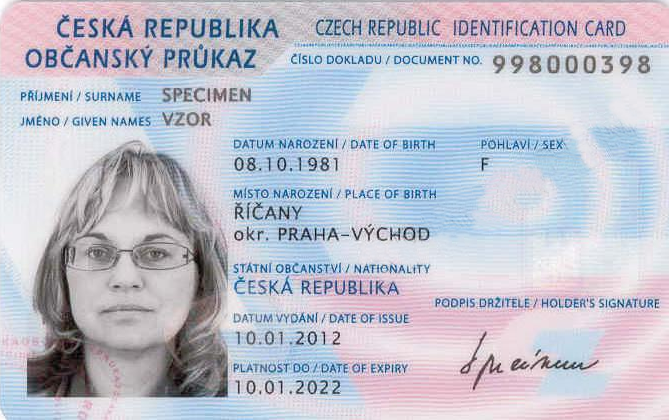 ČESKÁ REPUBLIKA
OBČANSKÝ PRŮKAZ
CZECH REPUBLIC IDENTIFICATION CARD
ČÍSLO DOKLADU / DOCUMENT NO. 998000398
PŘÍJMENÍ / SURNAME SPECIMEN
JMÉNO / GIVEN NAMES VZOR
DATUM NAROZENÍ / DATE OF BIRTH
08.10.1981
POHLAVÍ / SEX
F
MÍSTO NAROZENÍ / PLACE OF BIRTH
ŘÍČANY
okr. PRAHA–VÝCHOD
STÁTNÍ OBČANSTVÍ / NATIONALITY
ČESKÁ REPUBLIKA
PODPIS DRŽITELE / HOLDER'S SIGNATURE
Specimen
DATUM VYDÁNÍ / DATE OF ISSUE
10.01.2012
PLATNOST DO / DATE OF EXPIRY
10.01.2022